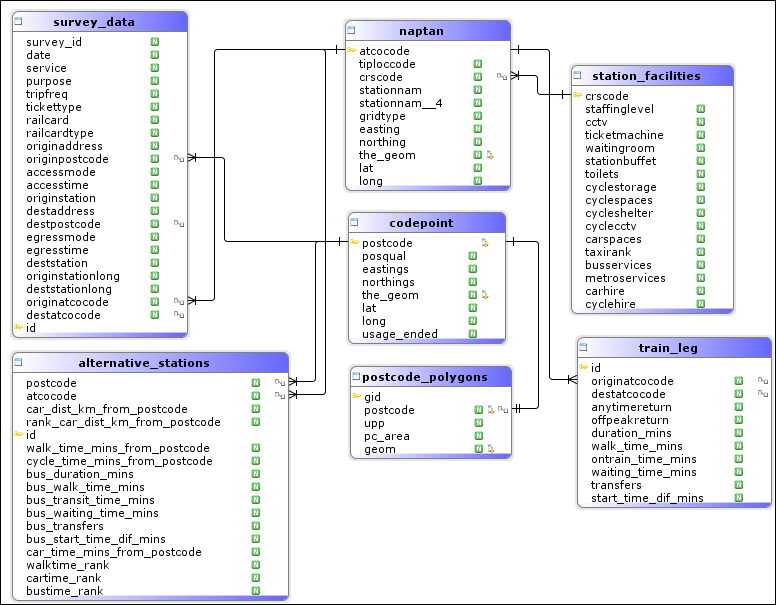 survey_data
survey_id
date
service
purpose
tripfreq
tickettype
railcard
railcardtype
originaddress
originpostcode
accessmode
accesstime
originstation
destaddress
destpostcode
egressmode
egresstime
deststation
originstationlong
deststationlong
originatcocode
destatcocode
id
naptan
atcocode
tiploccode
crscode
stationnam
stationnam__4
gridtype
easting
northing
the_geom
lat
long
station_facilities
crscode
staffinglevel
cctv
ticketmachine
waitingroom
stationbuffet
toilets
cyclestorage
cyclespaces
cycleshelter
cyclecctv
carspaces
taxirank
busservices
metroservices
carhire
cyclehire
codepoint
postcode
posqual
eastings
northings
the_geom
lat
long
usage_ended
alternative_stations
postcode
atcocode
car_dist_km_from_postcode
rank_car_dist_km_from_postcode
id
walk_time_mins_from_postcode
cycle_time_mins_from_postcode
bus_duration_mins
bus_walk_time_mins
bus_transit_time_mins
bus_waiting_time_mins
bus_transfers
bus_start_time_dif_mins
car_time_mins_from_postcode
walktime_rank
cartime_rank
bustime_rank
postcode_polygons
gid
postcode
upp
pc_area
geom
train_leg
id
originatcocode
destatcocode
anytimereturn
offpeakreturn
duration_mins
walk_time_mins
ontrain_time_mins
waiting_time_mins
transfers
start_time_dif_mins